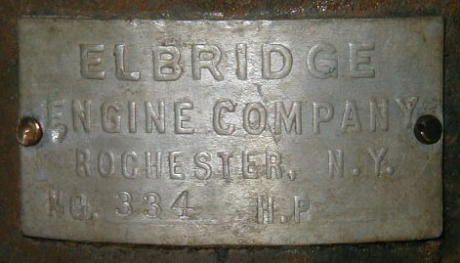 ELBRIDGE
ENGINE COMPANY
ROCHESTER, N.Y.
NO. 334 H.P